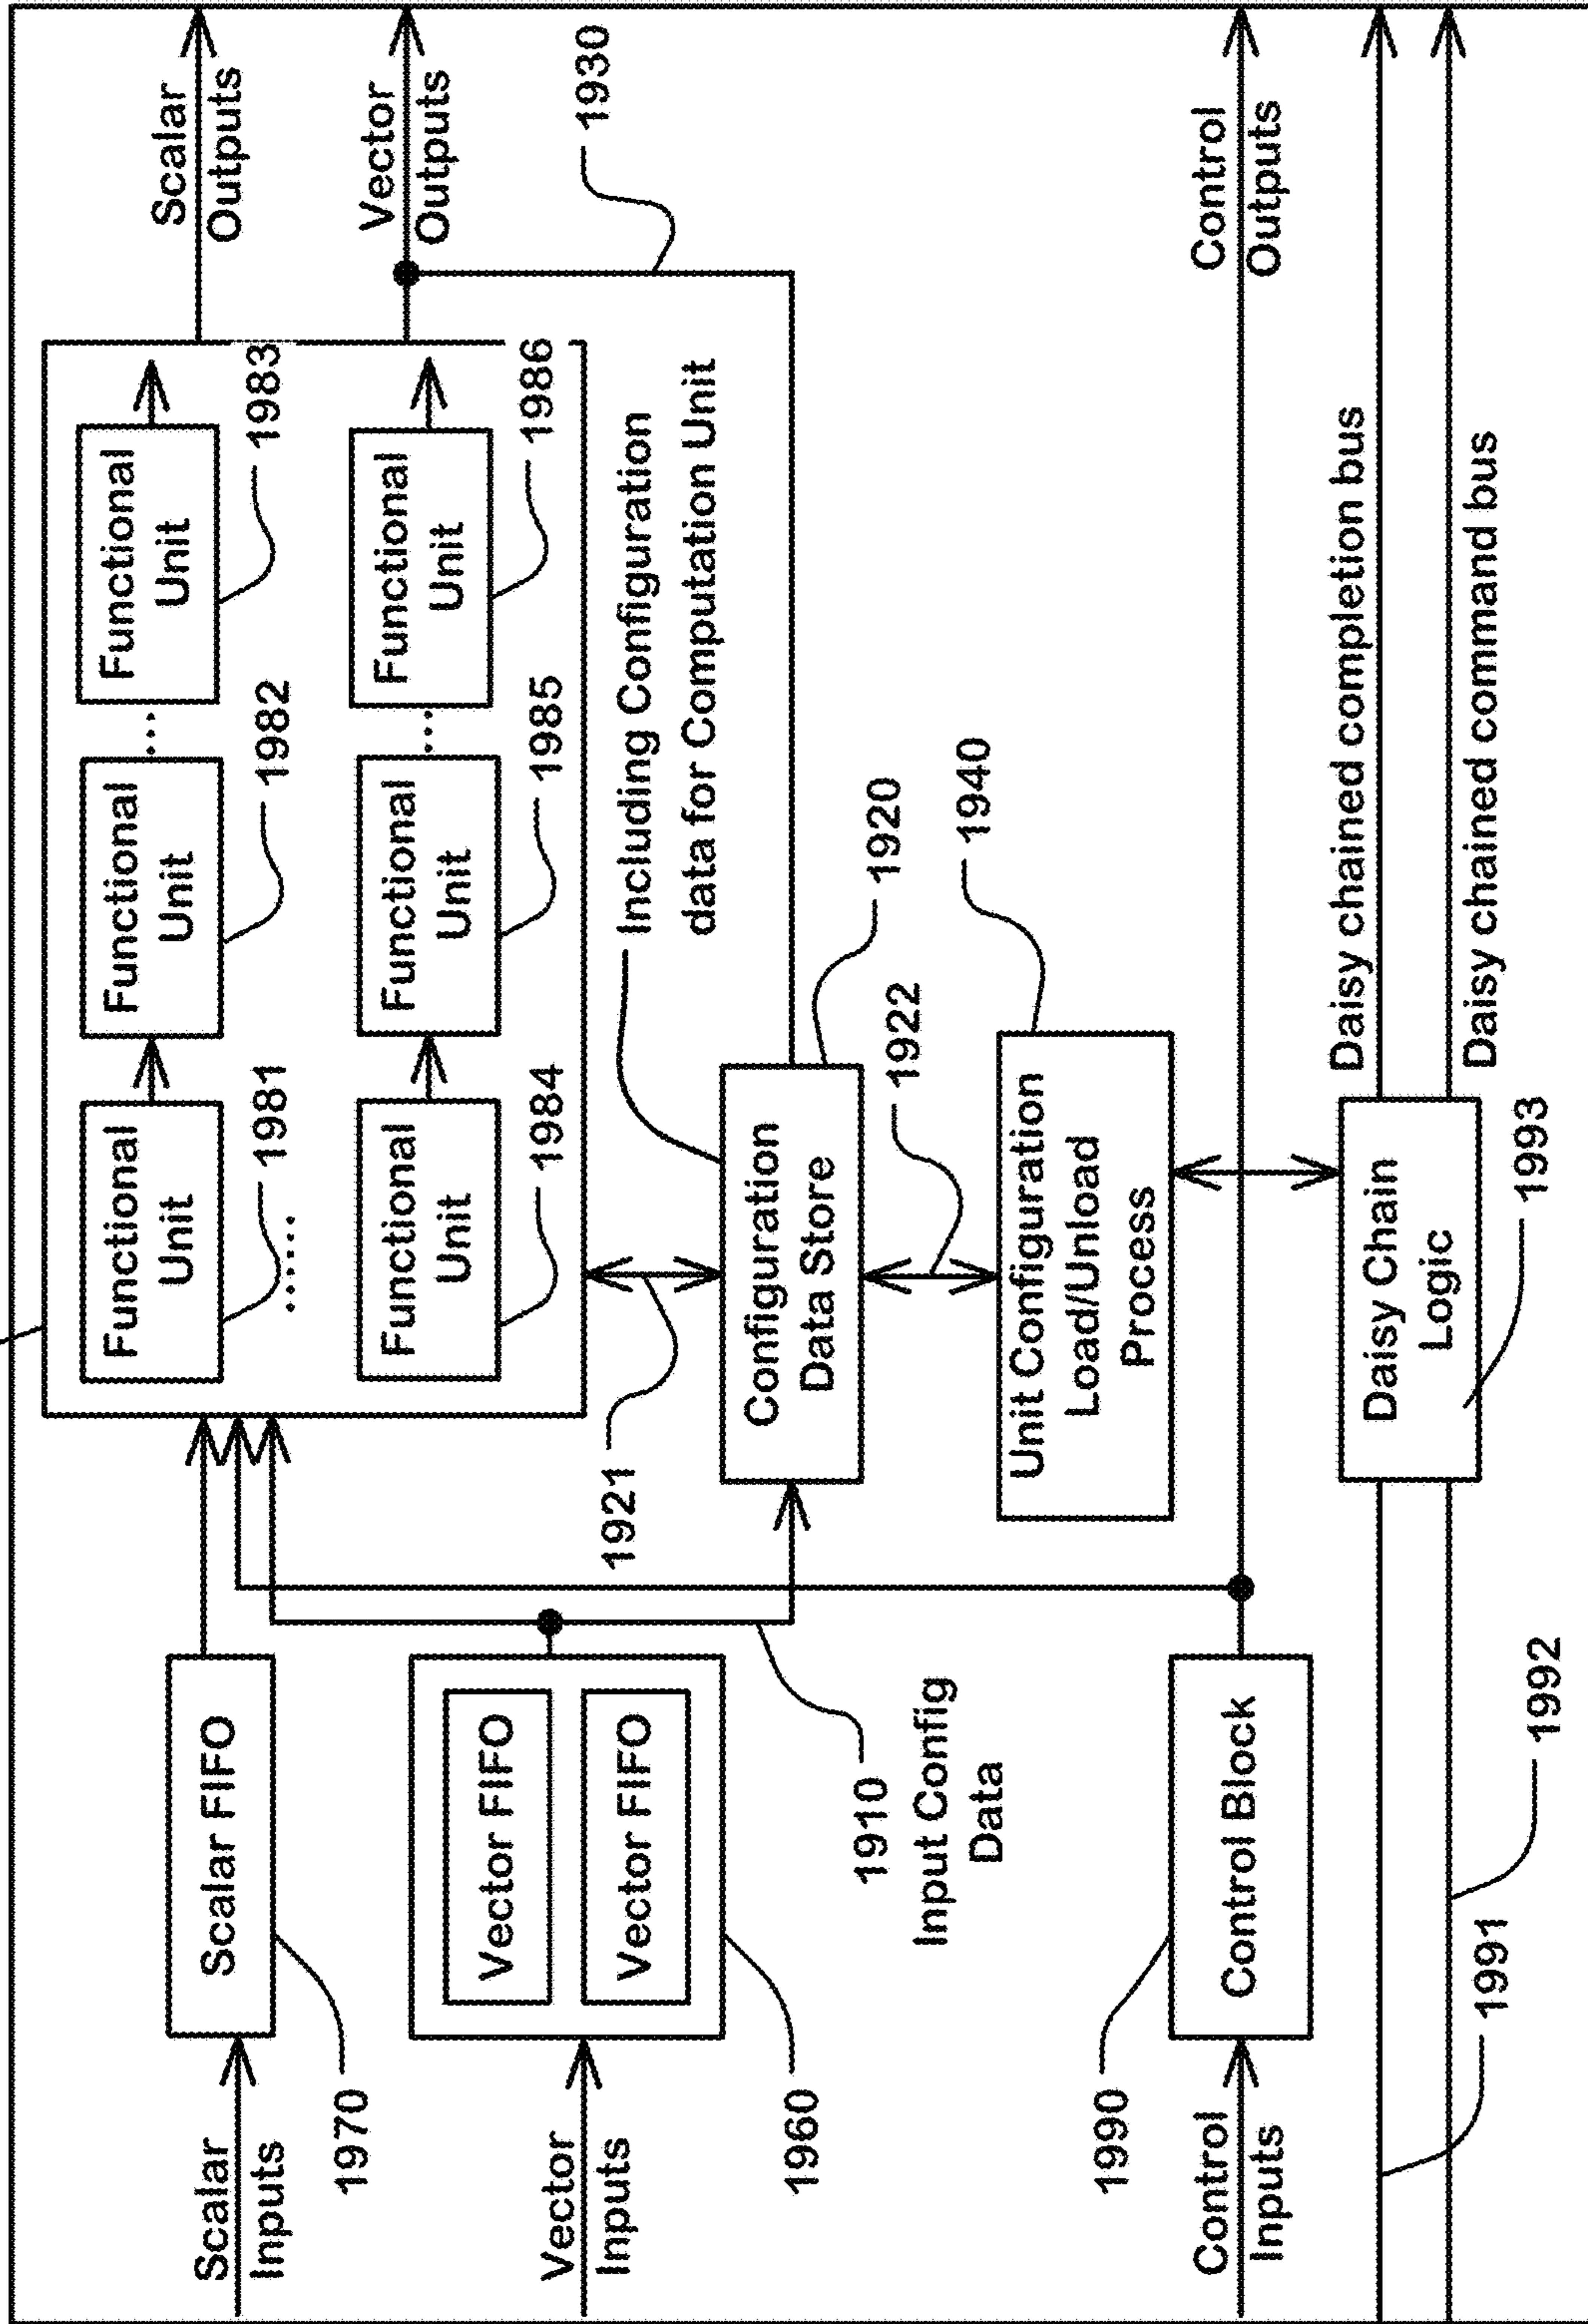 Scalar
Inputs
1970
Scalar FIFO
Functional
Unit
1981
......
Functional
Unit
1982
...
Functional
Unit
1983
Scalar
Outputs
Vector
Inputs
1960
Vector FIFO
Vector FIFO
Functional
Unit
1984
Functional
Unit
1985
...
Functional
Unit
1986
Vector
Outputs
1930
1910
Input Config
Data
1921
Including Configuration
data for Computation Unit
Configuration
Data Store
1920
1922
Unit Configuration
Load/Unload
Process
1940
Control
Inputs
1990
Control Block
Control
Outputs
1991
1992
Daisy Chain
Logic
1993
Daisy chained completion bus
Daisy chained command bus